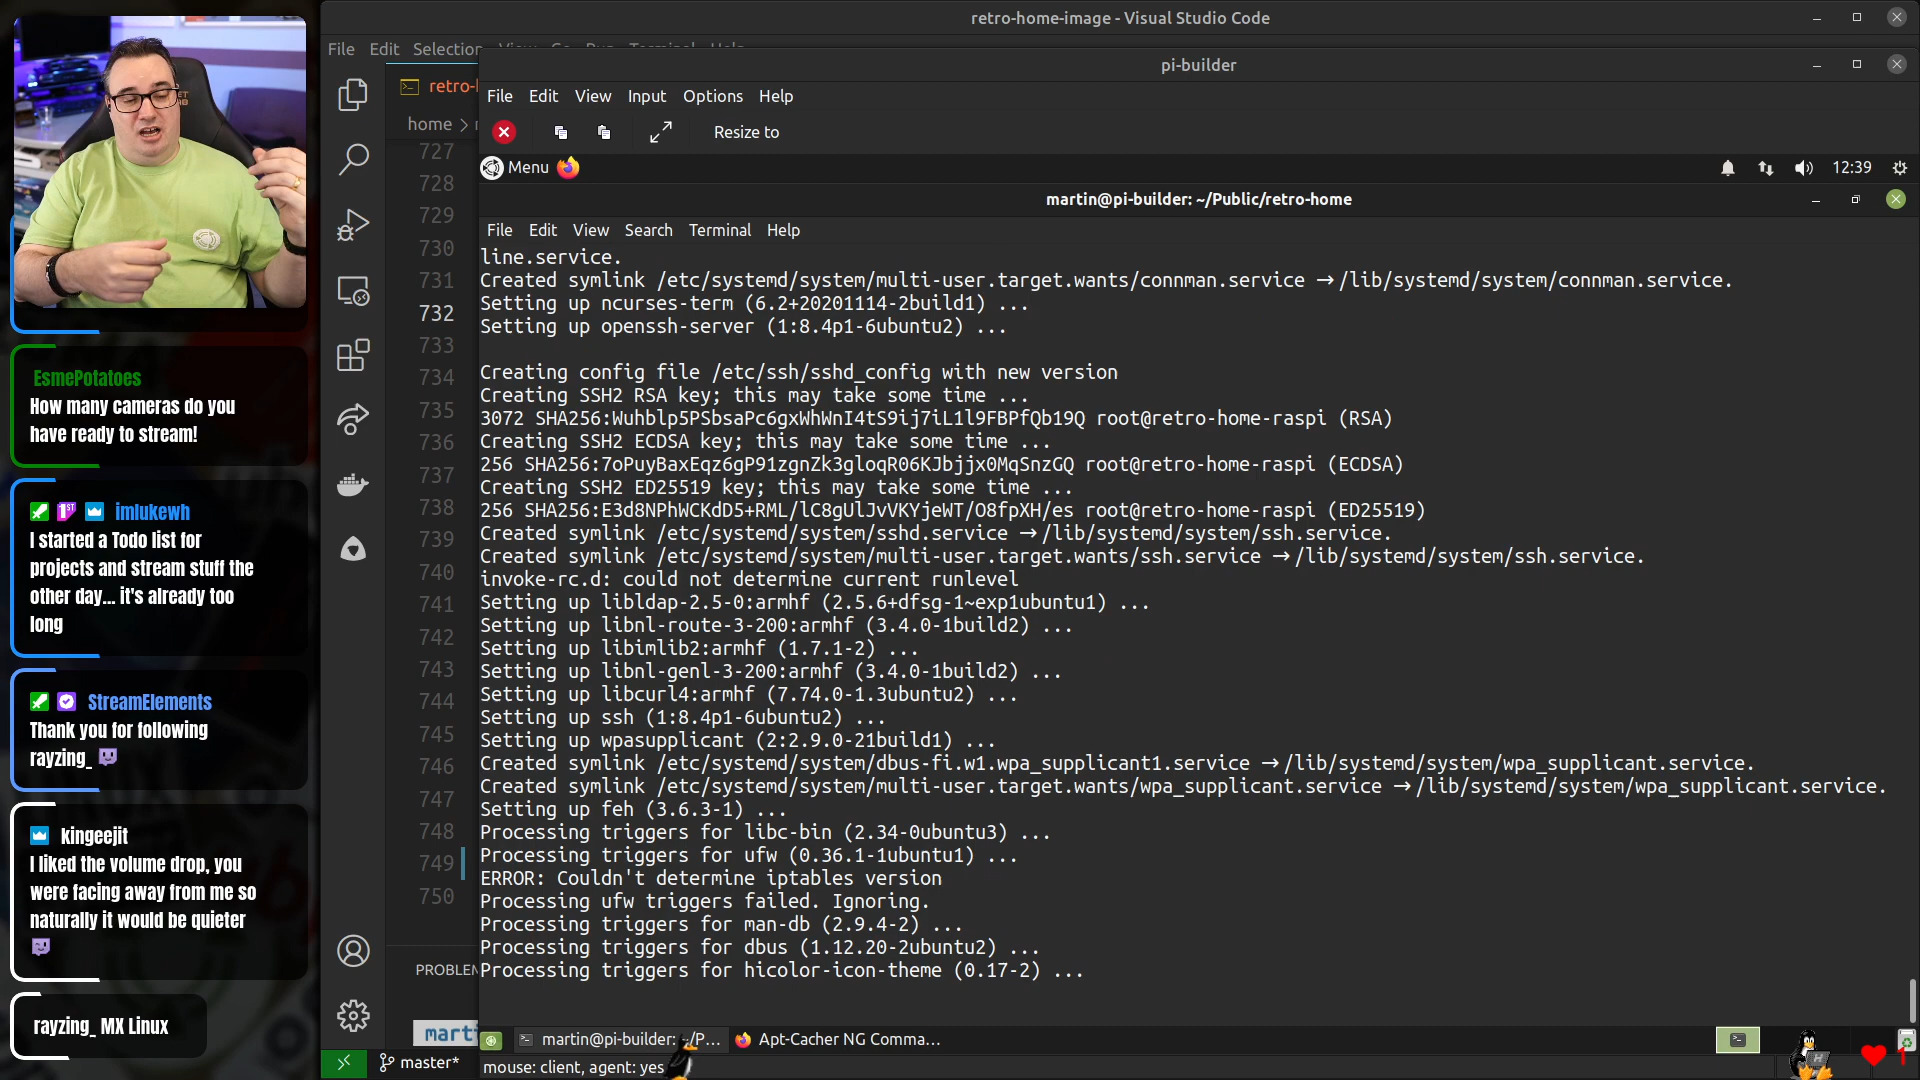 retro-home-image - Visual Studio Code
File Edit Selection View Go Run Terminal Help
pi-builder
retro-h
File Edit View Input Options Help
home >
Resize to
Menu
12:39
martin@pi-builder: ~/Public/retro-home
File Edit View Search Terminal Help
727
728
729
730
731
732
733
734
735
736
737
738
739
740
741
742
743
744
745
746
747
748
749
750
line.service.
Created symlink /etc/systemd/system/multi-user.target.wants/connman.service → /lib/systemd/system/connman.service.
Setting up ncurses-term (6.2+20201114-2build1) ...
Setting up openssh-server (1:8.4p1-6ubuntu2) ...
Creating config file /etc/ssh/sshd_config with new version
Creating SSH2 RSA key; this may take some time ...
3072 SHA256:Wuhblp5PSbsaPc6gxWhWnI4tS9ij7iL1l9FBPfQb19Q root@retro-home-raspi (RSA)
Creating SSH2 ECDSA key; this may take some time ...
256 SHA256:7oPuyBaxEqz6gP91zgnZk3gloqR06KJbjjx0MqSnzGQ root@retro-home-raspi (ECDSA)
Creating SSH2 ED25519 key; this may take some time ...
256 SHA256:E3d8NPhWCKdD5+RML/lC8gUlJvVKYjeWT/O8fpXH/es root@retro-home-raspi (ED25519)
Created symlink /etc/systemd/system/sshd.service → /lib/systemd/system/ssh.service.
Created symlink /etc/systemd/system/multi-user.target.wants/ssh.service → /lib/systemd/system/ssh.service.
invoke-rc.d: could not determine current runlevel
Setting up libldap-2.5-0:armhf (2.5.6+dfsg-1~exp1ubuntu1) ...
Setting up libnl-route-3-200:armhf (3.4.0-1build2) ...
Setting up libimlib2:armhf (1.7.1-2) ...
Setting up libnl-genl-3-200:armhf (3.4.0-1build2) ...
Setting up libcurl4:armhf (7.74.0-1.3ubuntu2) ...
Setting up ssh (1:8.4p1-6ubuntu2) ...
Setting up wpasupplicant (2:2.9.0-21build1) ...
Created symlink /etc/systemd/system/dbus-fi.w1.wpa_supplicant1.service → /lib/systemd/system/wpa_supplicant.service.
Created symlink /etc/systemd/system/multi-user.target.wants/wpa_supplicant.service → /lib/systemd/system/wpa_supplicant.service.
Setting up feh (3.6.3-1) ...
Processing triggers for libc-bin (2.34-0ubuntu3) ...
Processing triggers for ufw (0.36.1-1ubuntu1) ...
ERROR: Couldn't determine iptables version
Processing ufw triggers failed. Ignoring.
Processing triggers for man-db (2.9.4-2) ...
Processing triggers for dbus (1.12.20-2ubuntu2) ...
Processing triggers for hicolor-icon-theme (0.17-2) ...
PROBLEM
marti
martin@pi-builder: ~/P...
Apt-Cacher NG Comma...
master*
mouse: client, agent: yes
1
EsmePotatoes
How many cameras do you
have ready to stream!
1ST imlukewh
I started a Todo list for
projects and stream stuff the
other day... it's already too
long
StreamElements
Thank you for following
rayzing_
kingeejit
I liked the volume drop, you
were facing away from me so
naturally it would be quieter
rayzing_ MX Linux